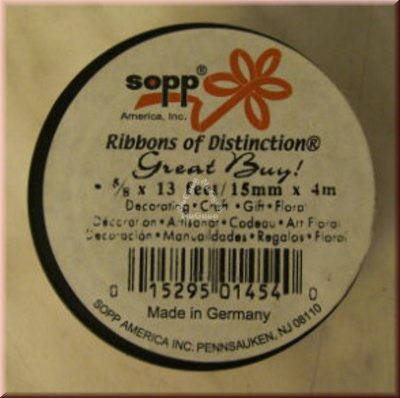 sopp®
America, Inc.
Ribbons of Distinction®
Great Buy!
• 5/8 x 13 feet/15mm x 4m
Decorating • Craft • Gift • Floral
Décoration • Artisanat • Cadeau • Art Floral
Decoración • Manualidades • Regalos • Floral
0 15295 01454 0
Made in Germany
SOPP AMERICA INC. PENNSAUKEN, NJ 08110